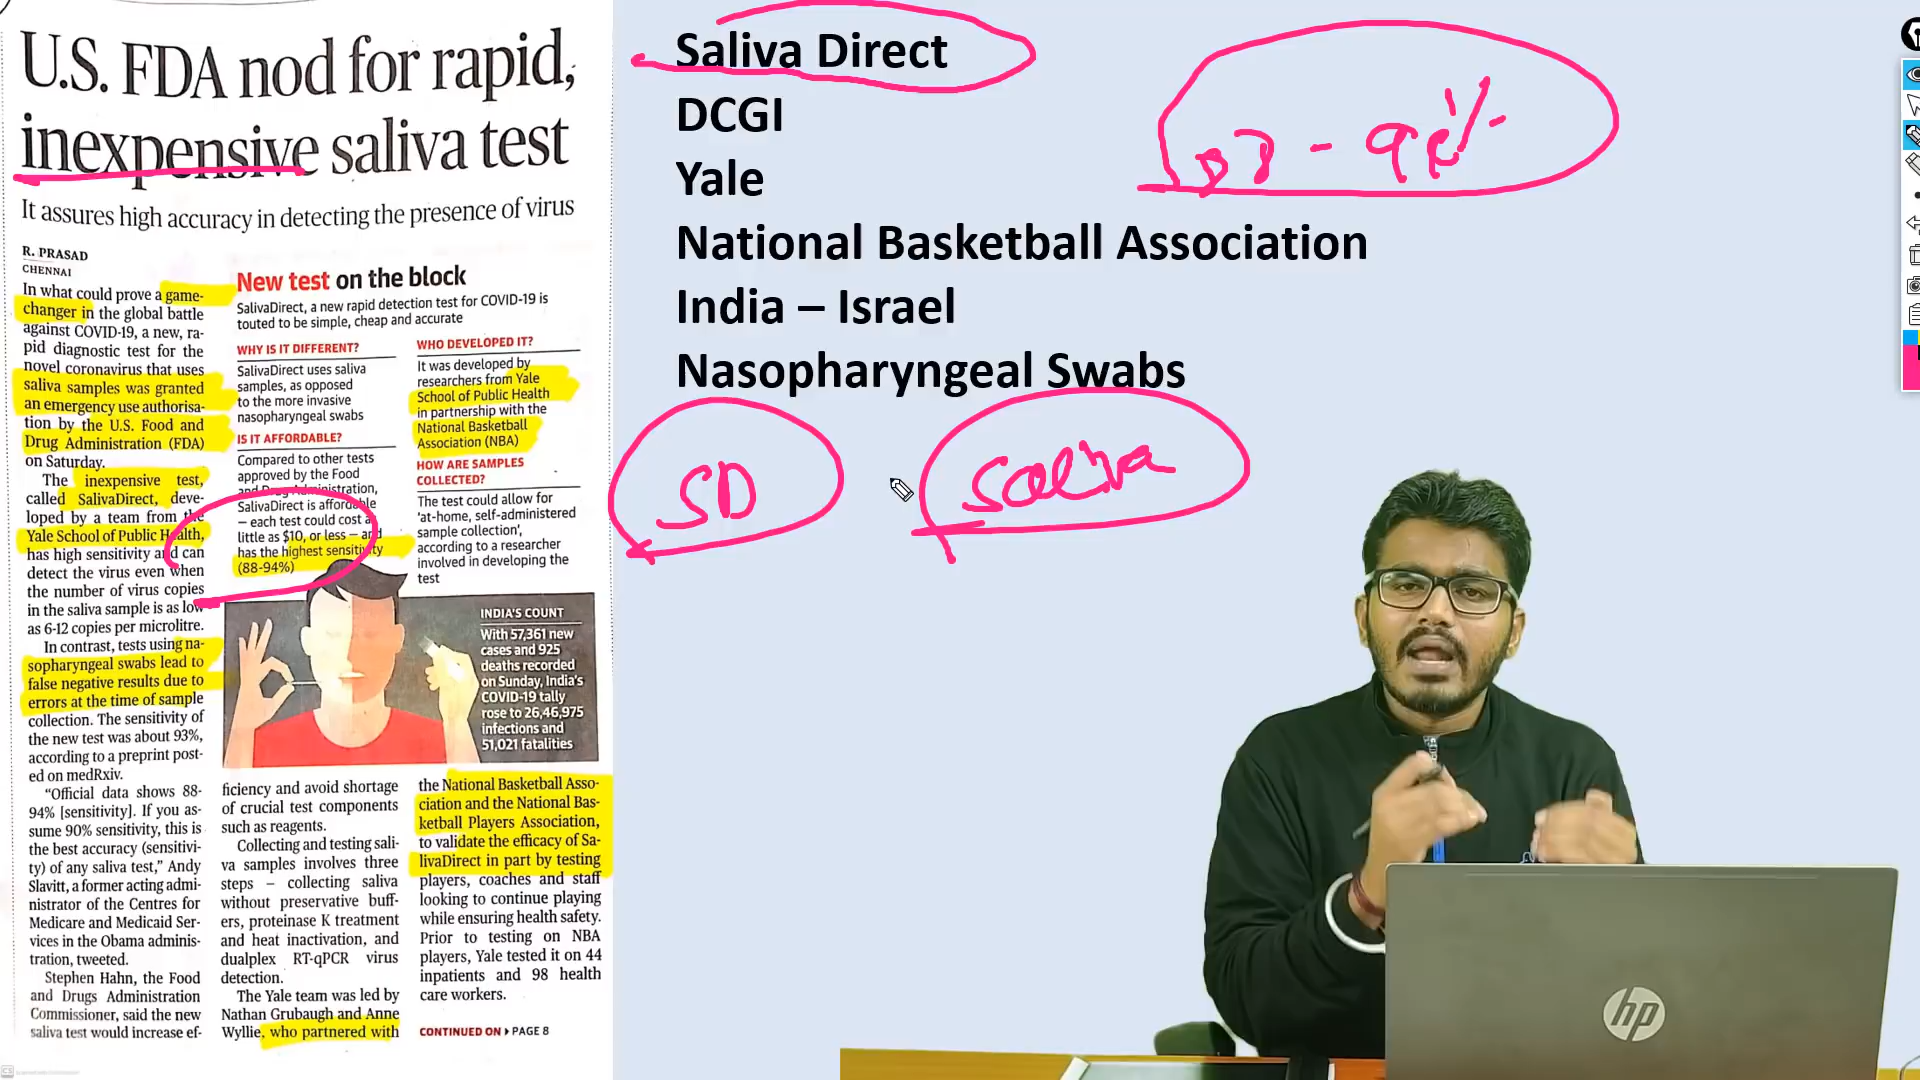 U.S. FDA nod for rapid,
inexpensive saliva test
It assures high accuracy in detecting the presence of virus
R. PRASAD
CHENNAI
In what could prove a game-
changer in the global battle
against COVID-19, a new, ra-
pid diagnostic test for the
novel coronavirus that uses
saliva samples was granted
an emergency use authorisa-
tion by the U.S. Food and
Drug Administration (FDA)
on Saturday.
The inexpensive test,
called SalivaDirect, deve-
loped by a team from the
Yale School of Public Health,
has high sensitivity and can
detect the virus even when
the number of virus copies
in the saliva sample is as low
as 6-12 copies per microlitre.
In contrast, tests using na-
sopharyngeal swabs lead to
false negative results due to
errors at the time of sample
collection. The sensitivity of
the new test was about 93%,
according to a preprint post-
ed on medRxiv.
“Official data shows 88-
94% [sensitivity]. If you as-
sume 90% sensitivity, this is
the best accuracy (sensitivi-
ty) of any saliva test,” Andy
Slavitt, a former acting admi-
nistrator of the Centres for
Medicare and Medicaid Ser-
vices in the Obama adminis-
tration, tweeted.
Stephen Hahn, the Food
and Drugs Administration
Commissioner, said the new
saliva test would increase ef-
New test on the block
SalivaDirect, a new rapid detection test for COVID-19 is
touted to be simple, cheap and accurate
WHY IS IT DIFFERENT?
SalivaDirect uses saliva
samples, as opposed
to the more invasive
nasopharyngeal swabs
IS IT AFFORDABLE?
Compared to other tests
approved by the Food
and Drug Administration,
SalivaDirect is affordable
– each test could cost as
little as $10, or less – and
has the highest sensitivity
(88-94%)
WHO DEVELOPED IT?
It was developed by
researchers from Yale
School of Public Health
in partnership with the
National Basketball
Association (NBA)
HOW ARE SAMPLES
COLLECTED?
The test could allow for
'at-home, self-administered
sample collection',
according to a researcher
involved in developing the
test
INDIA'S COUNT
With 57,361 new
cases and 925
deaths recorded
on Sunday, India's
COVID-19 tally
rose to 26,46,975
infections and
51,021 fatalities
ficiency and avoid shortage
of crucial test components
such as reagents.
Collecting and testing sali-
va samples involves three
steps – collecting saliva
without preservative buff-
ers, proteinase K treatment
and heat inactivation, and
dualplex RT-qPCR virus
detection.
The Yale team was led by
Nathan Grubaugh and Anne
Wyllie, who partnered with
the National Basketball Asso-
ciation and the National Bas-
ketball Players Association,
to validate the efficacy of Sa-
livaDirect in part by testing
players, coaches and staff
looking to continue playing
while ensuring health safety.
Prior to testing on NBA
players, Yale tested it on 44
inpatients and 98 health
care workers.
CONTINUED ON PAGE 8
Saliva Direct
DCGI
Yale
National Basketball Association
India – Israel
Nasopharyngeal Swabs
SD
Saliva
hp